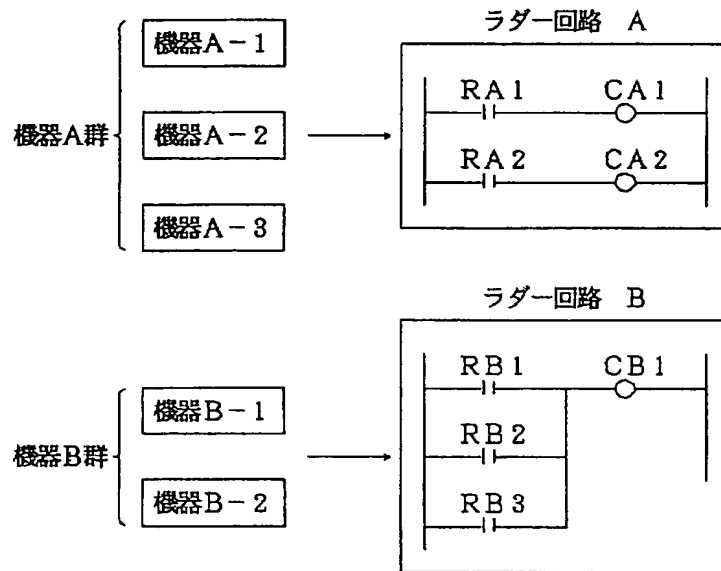 ラダー回路 A
機器A-1
機器A-2
機器A-3
機器A群
RA1 CA1
RA2 CA2
ラダー回路 B
機器B-1
機器B-2
機器B群
RB1 CB1
RB2
RB3